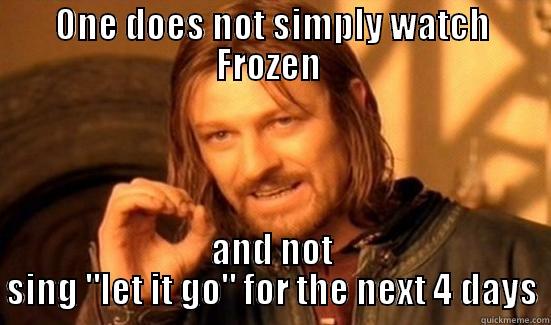 One does not simply watch
Frozen
and not
sing "let it go" for the next 4 days
quickmeme.com